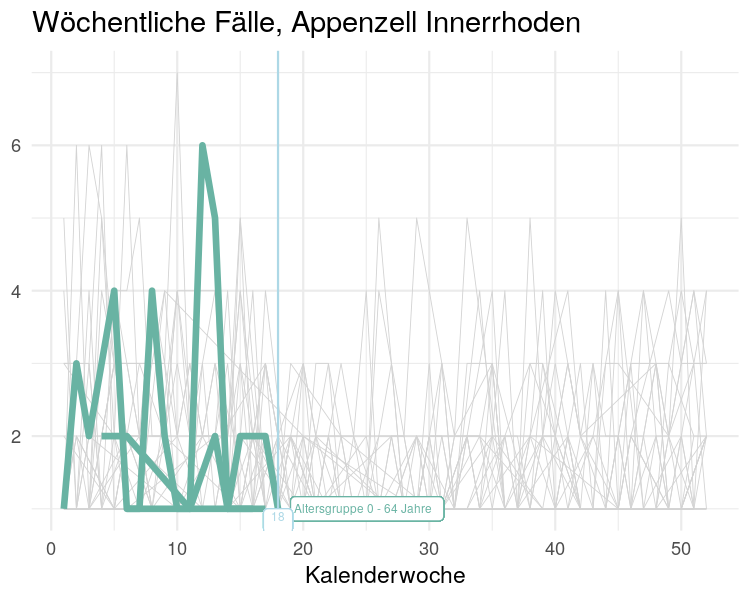 Wöchentliche Fälle, Appenzell Innerrhoden
6
4
2
Altersgruppe 0 - 64 Jahre
18
0 10 20 30 40 50
Kalenderwoche